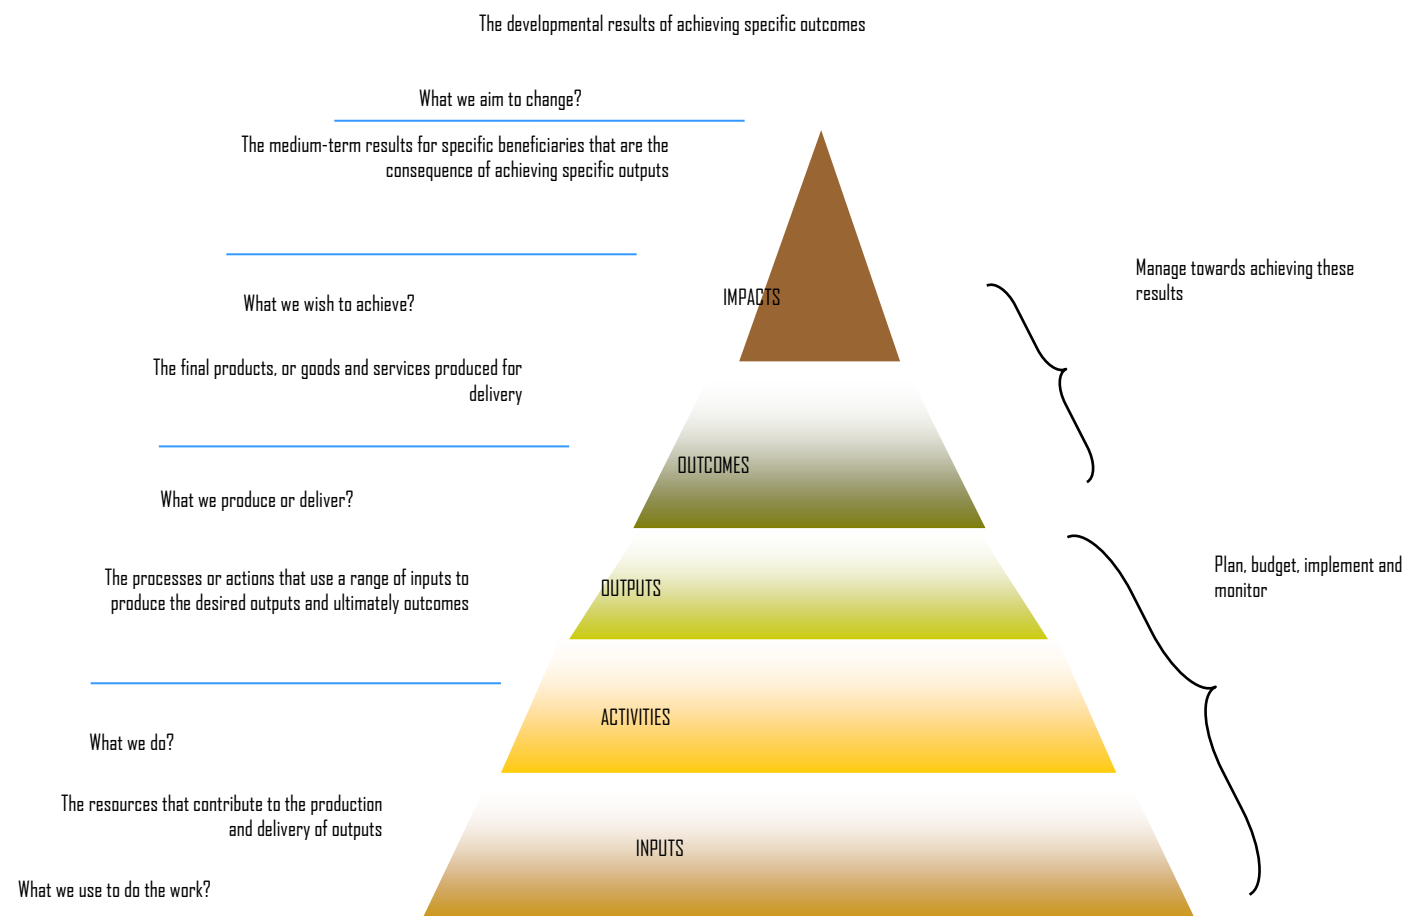 The developmental results of achieving specific outcomes
What we aim to change?
The medium-term results for specific beneficiaries that are the
consequence of achieving specific outputs
Manage towards achieving these
results
IMPACTS
What we wish to achieve?
The final products, or goods and services produced for
delivery
OUTCOMES
What we produce or deliver?
Plan, budget, implement and
monitor
The processes or actions that use a range of inputs to
produce the desired outputs and ultimately outcomes
OUTPUTS
ACTIVITIES
What we do?
The resources that contribute to the production
and delivery of outputs
INPUTS
What we use to do the work?